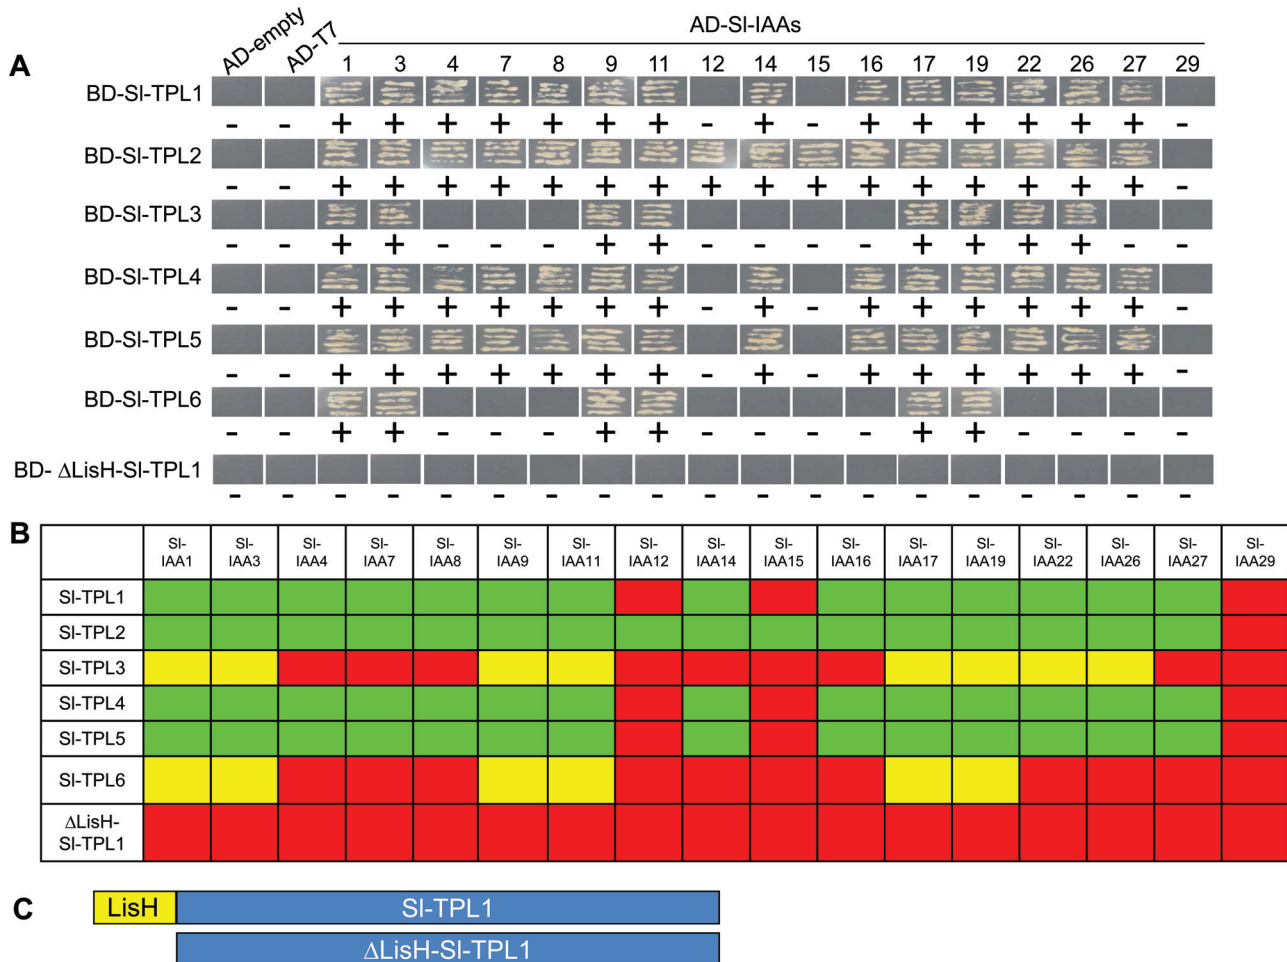 AD-empty
AD-T7
AD-Sl-IAAs
1 3 4 7 8 9 11 12 14 15 16 17 19 22 26 27 29
A
BD-Sl-TPL1
- - + + + + + + + - + - + + + + + + -
BD-Sl-TPL2
- - + + + + + + + + + + + + + + + + -
BD-Sl-TPL3
- - + + - - - + + - - - - + + + + - -
BD-Sl-TPL4
- - + + + + + + + - + - + + + + + + -
BD-Sl-TPL5
- - + + + + + + + - + - + + + + + + -
BD-Sl-TPL6
- - + + - - - + + - - - - + + - - - -
BD- ΔLisH-Sl-TPL1
- - - - - - - - - - - - - - - - - - -
B
Sl- Sl- Sl- Sl- Sl- Sl- Sl- Sl- Sl- Sl- Sl- Sl- Sl- Sl- Sl- Sl- Sl-
IAA1 IAA3 IAA4 IAA7 IAA8 IAA9 IAA11 IAA12 IAA14 IAA15 IAA16 IAA17 IAA19 IAA22 IAA26 IAA27 IAA29
Sl-TPL1
Sl-TPL2
Sl-TPL3
Sl-TPL4
Sl-TPL5
Sl-TPL6
ΔLisH-
Sl-TPL1
C
LisH Sl-TPL1
ΔLisH-Sl-TPL1